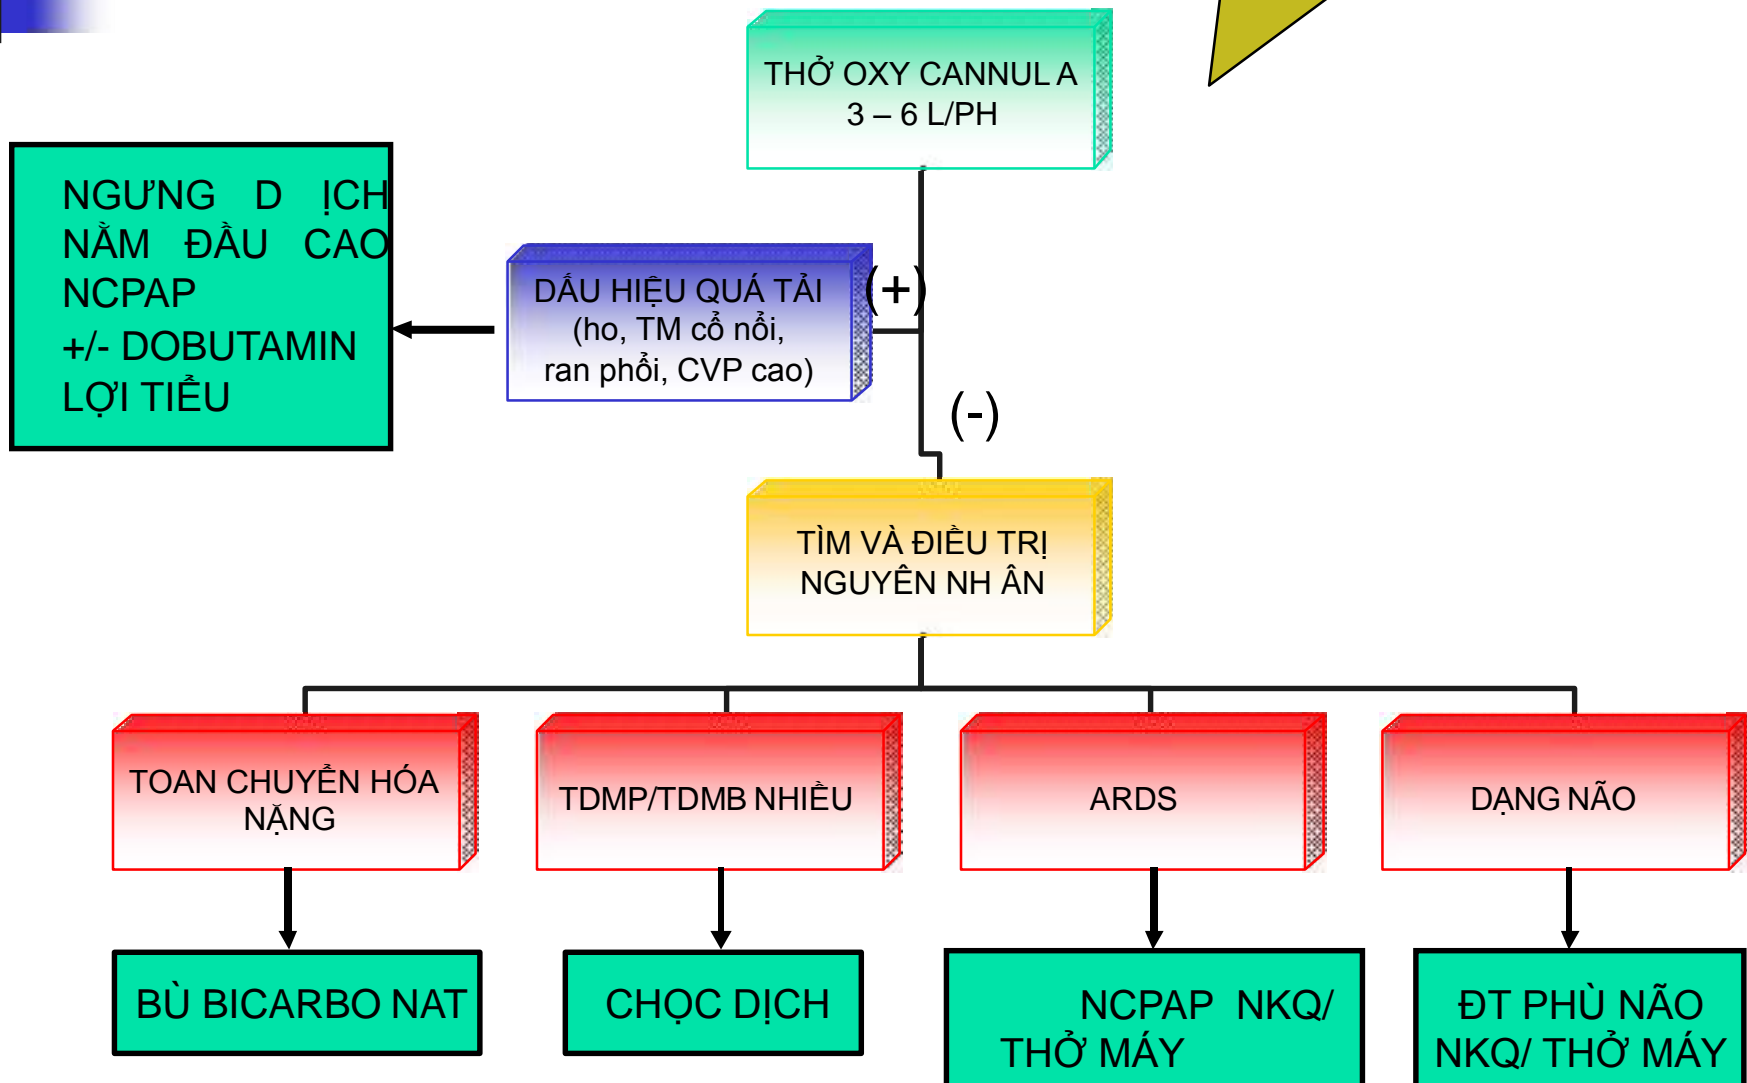 THỞ OXY CANNUL A
3 – 6 L/PH
NGƯNG D ỊCH
NẰM ĐẦU CAO
NCPAP
+/- DOBUTAMIN
LỢI TIỂU
DẤU HIỆU QUÁ TẢI
(ho, TM cổ nổi,
ran phổi, CVP cao)
(+)
(-)
TÌM VÀ ĐIỀU TRỊ
NGUYÊN NH ÂN
TOAN CHUYỂN HÓA
NẶNG
TDMP/TDMB NHIỀU
ARDS
DẠNG NÃO
BÙ BICARBO NAT
CHỌC DỊCH
NCPAP NKQ/
THỞ MÁY
ĐT PHÙ NÃO
NKQ/ THỞ MÁY